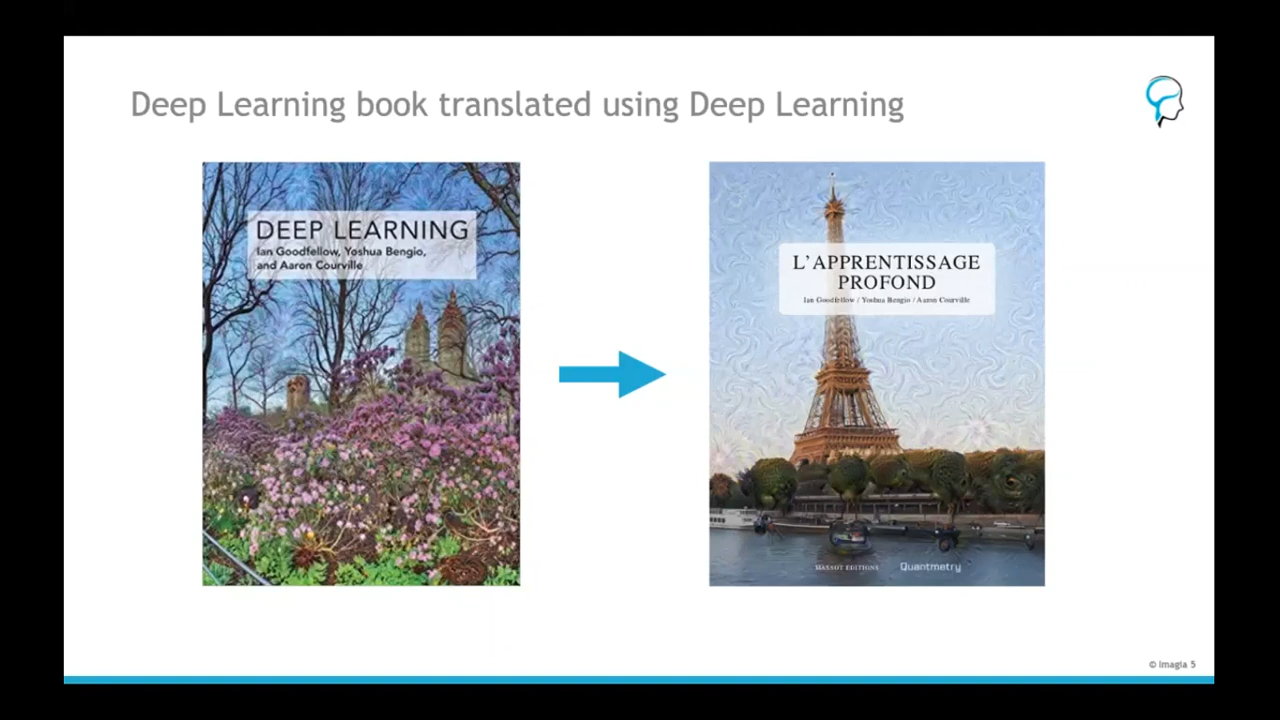 Deep Learning book translated using Deep Learning
DEEP LEARNING
Ian Goodfellow, Yoshua Bengio,
and Aaron Courville
L'APPRENTISSAGE
PROFOND
Ian Goodfellow / Yoshua Bengio / Aaron Courville
MASSOT EDITIONS Quantmetry
© Imagia 5